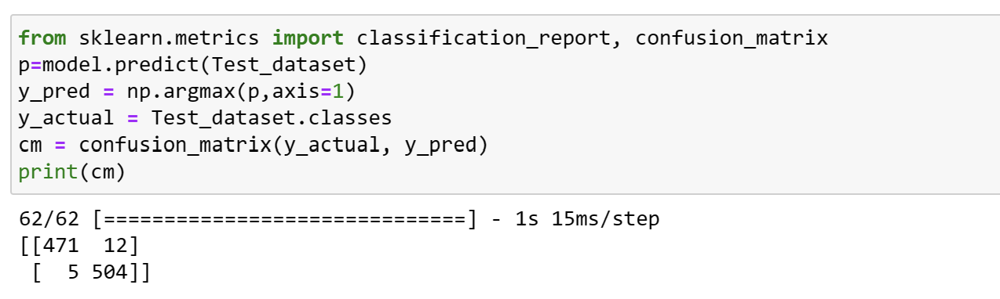 from sklearn.metrics import classification_report, confusion_matrix
p=model.predict(Test_dataset)
y_pred = np.argmax(p,axis=1)
y_actual = Test_dataset.classes
cm = confusion_matrix(y_actual, y_pred)
print(cm)
62/62 [==============================] - 1s 15ms/step
[[471  12]
 [  5 504]]